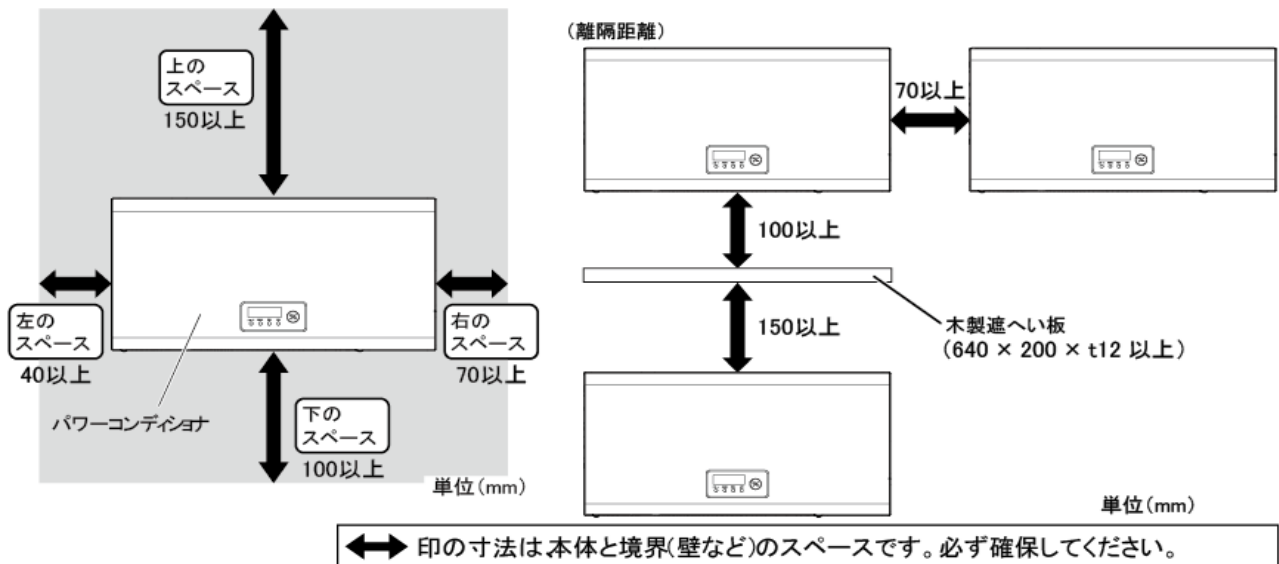 上の
スペース
150以上
左の
スペース
40以上
右の
スペース
70以上
パワーコンディショナ
下の
スペース
100以上
単位(mm)
(離隔距離)
70以上
100以上
150以上
木製遮へい板
(640 × 200 × t12 以上)
単位(mm)
印の寸法は本体と境界(壁など)のスペースです。必ず確保してください。